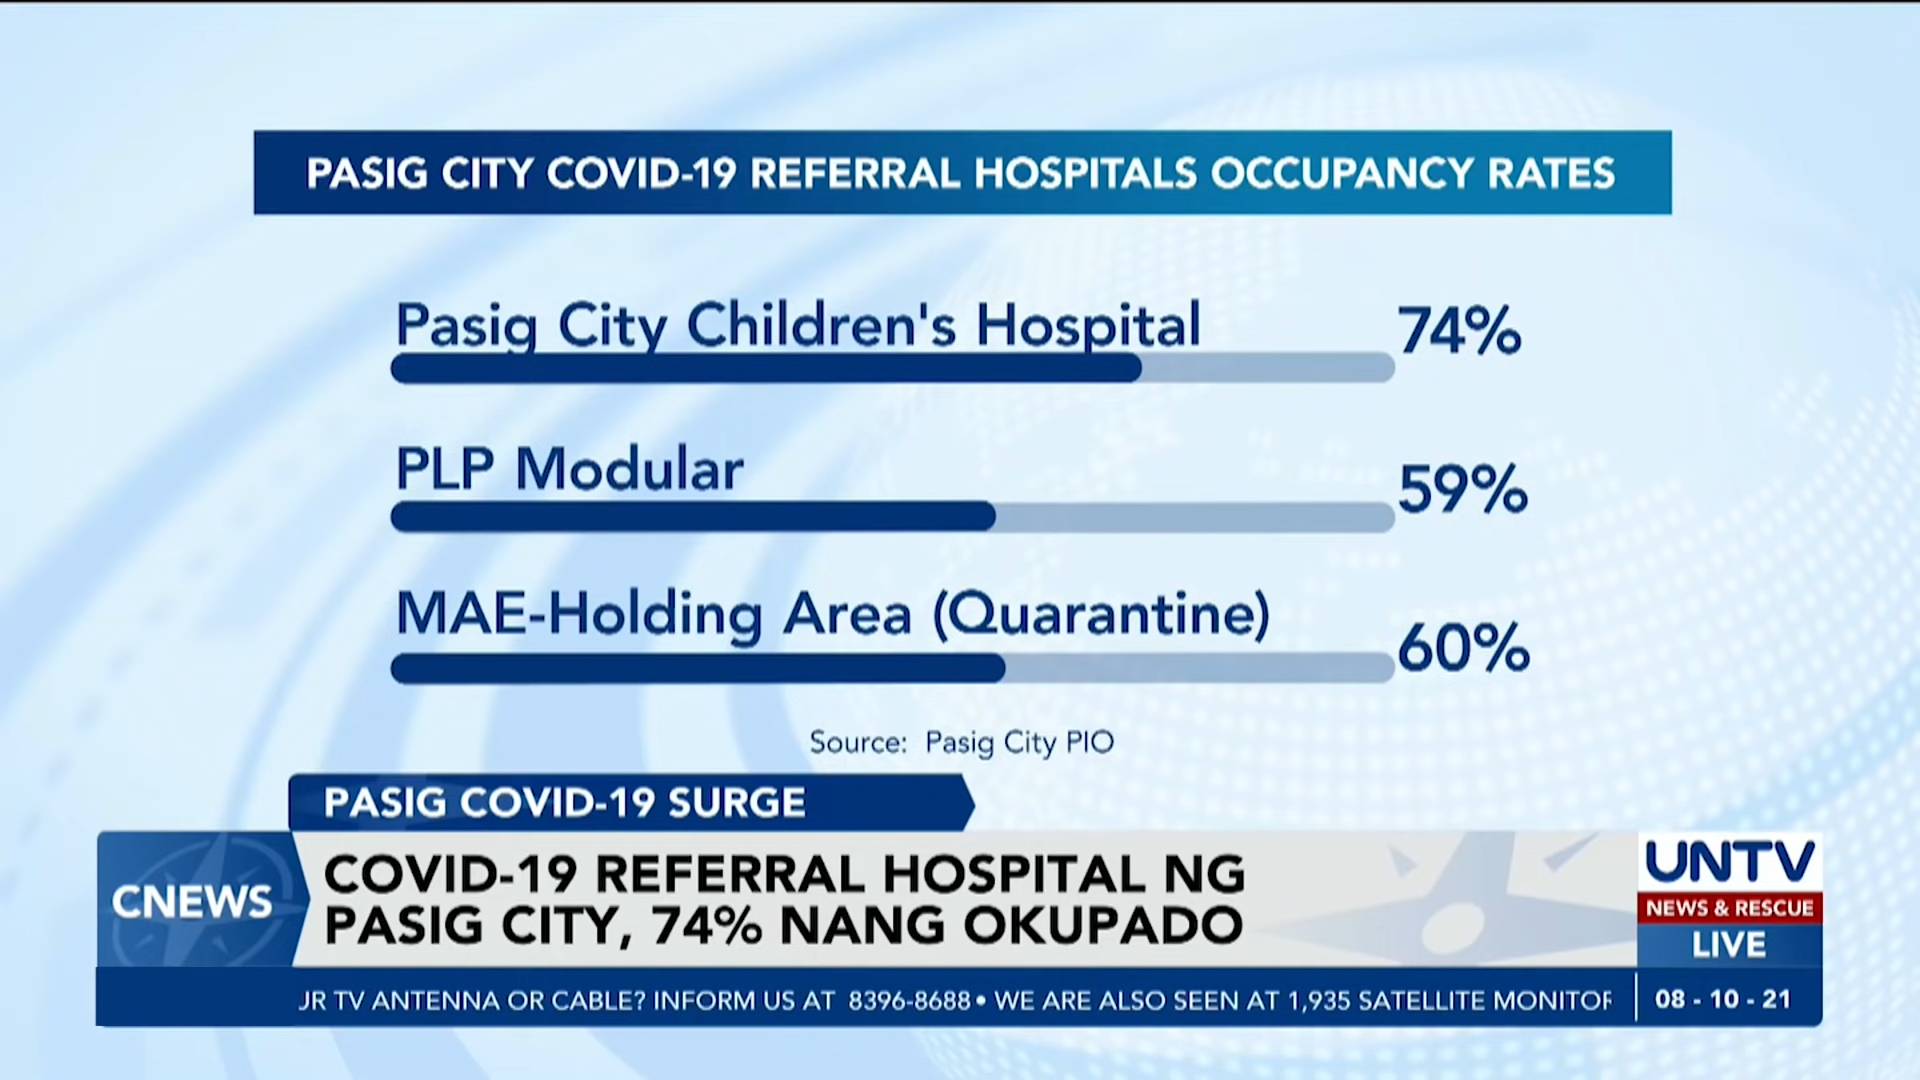 PASIG CITY COVID-19 REFERRAL HOSPITALS OCCUPANCY RATES
Pasig City Children's Hospital 74%
PLP Modular 59%
MAE-Holding Area (Quarantine) 60%
Source: Pasig City PIO
PASIG COVID-19 SURGE
CNEWS
COVID-19 REFERRAL HOSPITAL NG
PASIG CITY, 74% NANG OKUPADO
UNTV
NEWS & RESCUE
LIVE
TV ANTENNA OR CABLE? INFORM US AT 8396-8688 • WE ARE ALSO SEEN AT 1,935 SATELLITE
08 - 10 - 21